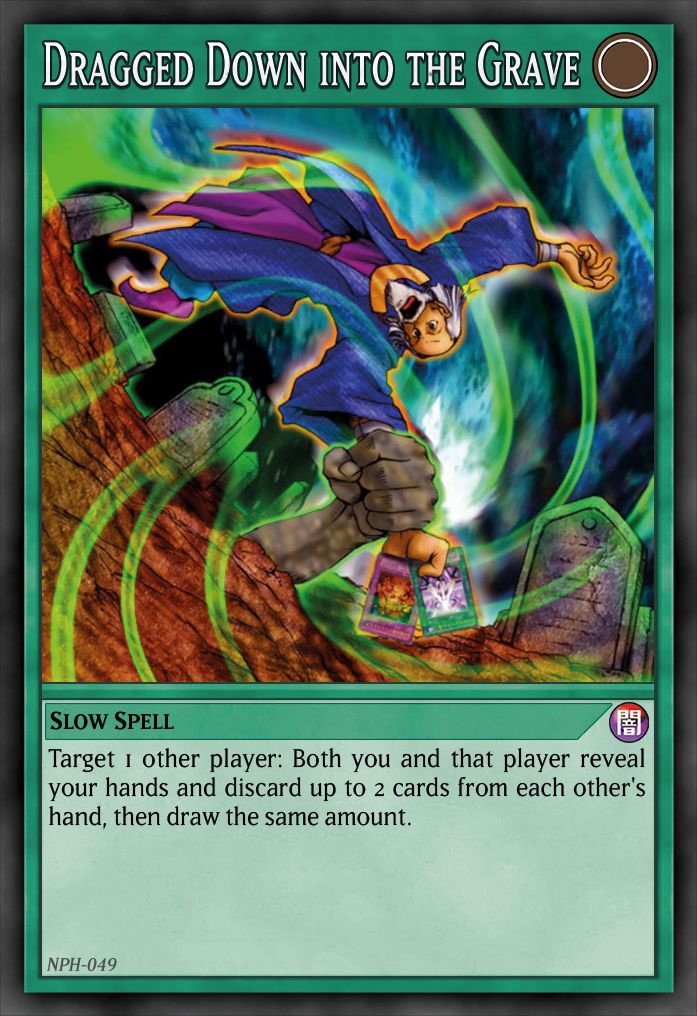 Dragged Down into the Grave
Slow Spell
闇
Target 1 other player: Both you and that player reveal
your hands and discard up to 2 cards from each other's
hand, then draw the same amount.
NPH-049